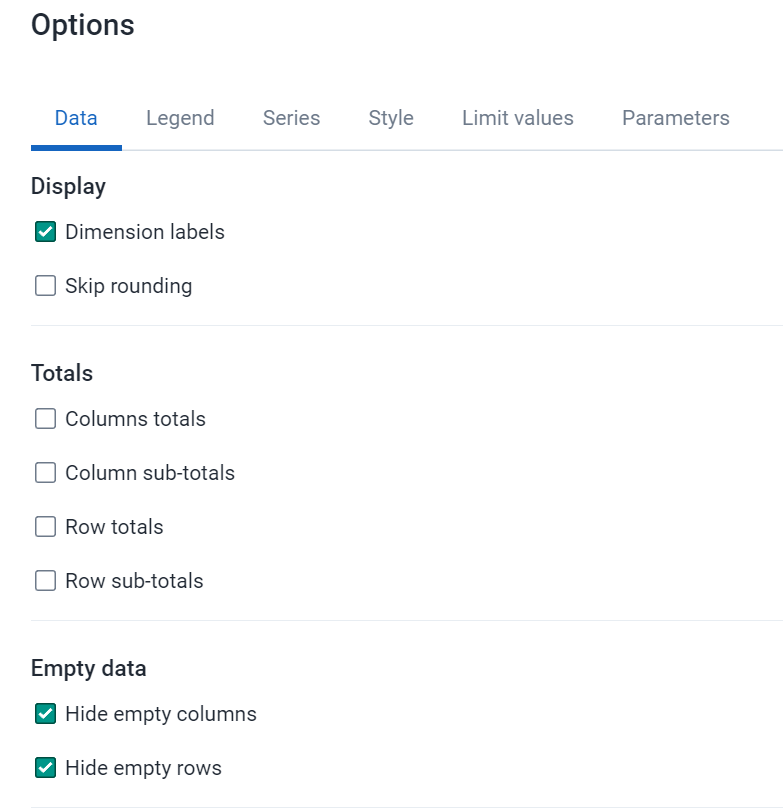 Options
Data Legend Series Style Limit values Parameters
Display
Dimension labels
Skip rounding
Totals
Columns totals
Column sub-totals
Row totals
Row sub-totals
Empty data
Hide empty columns
Hide empty rows